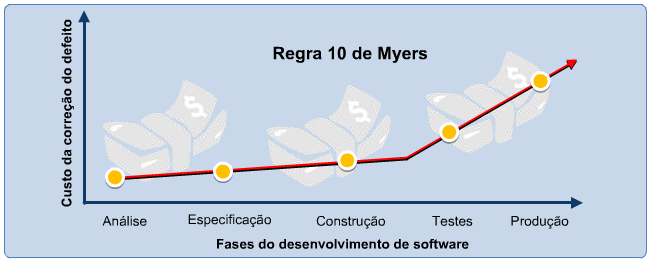 Regra 10 de Myers
Custo da correção do defeito
$
$
$
Análise
Especificação
Construção
Testes
Produção
Fases do desenvolvimento de software